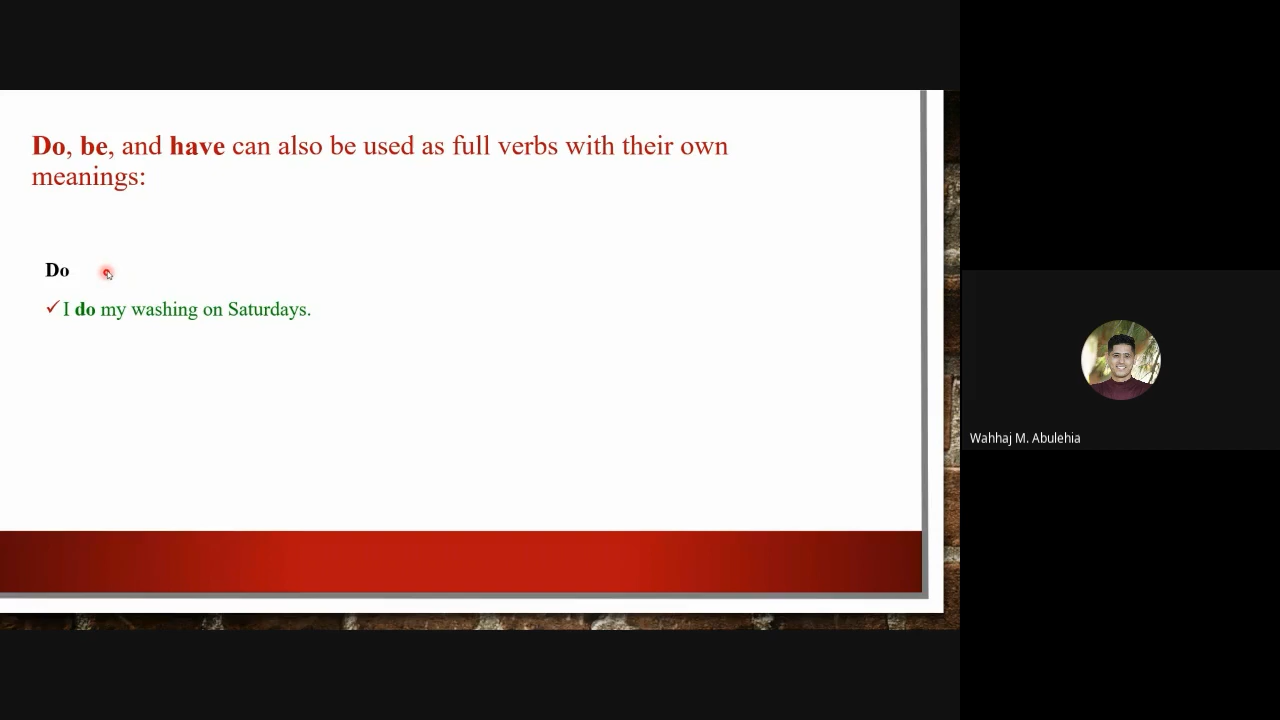 Do, be, and have can also be used as full verbs with their own
meanings:
Do
✓I do my washing on Saturdays.
Wahhaj M. Abulehia